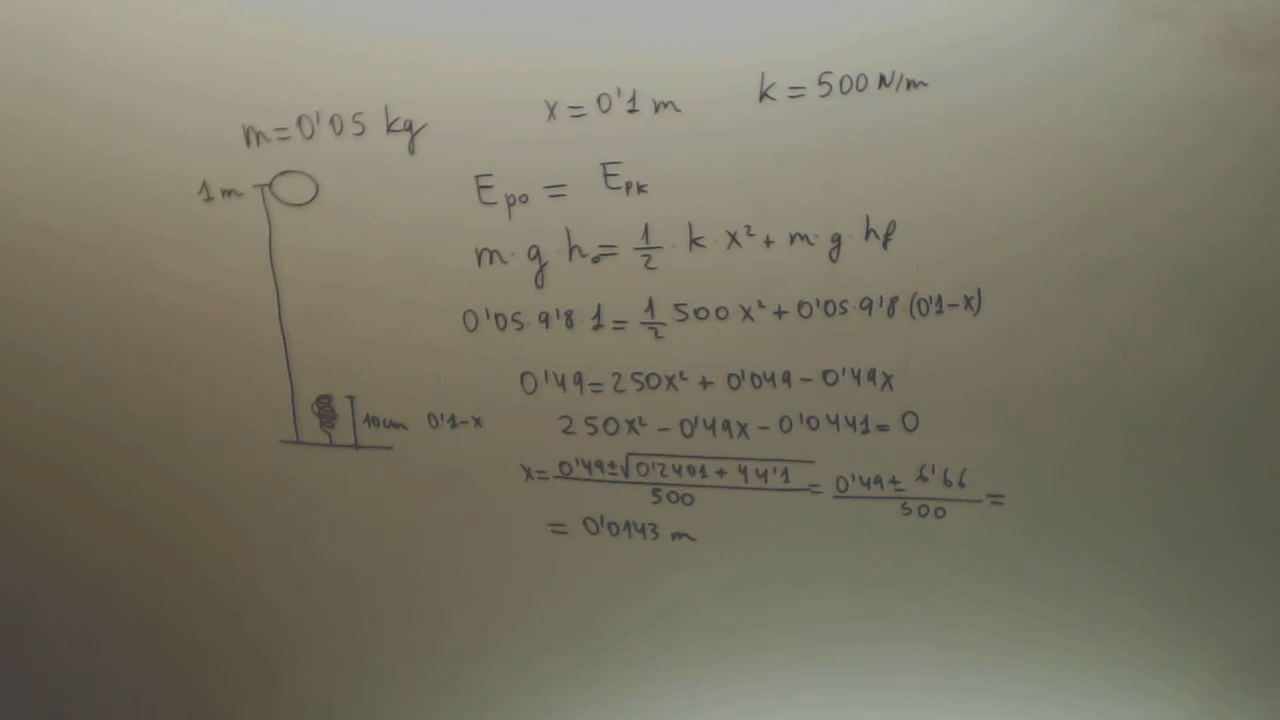 m=0'05 kg x=0'1 m k=500 N/m
1m
E_po = E_pk
m·g·h_o = 1/2 · k · x² + m·g·h_f
0'05·9'8·1 = 1/2 500 x² + 0'05·9'8·(0'1-x)
0'49 = 250x² + 0'049 - 0'49x
10cm 0'1-x
250x² - 0'49x - 0'0441 = 0
x = (0'49 ± √(0'2401 + 44'1)) / 500 = (0'49 ± 6'66) / 500 =
= 0'0143 m